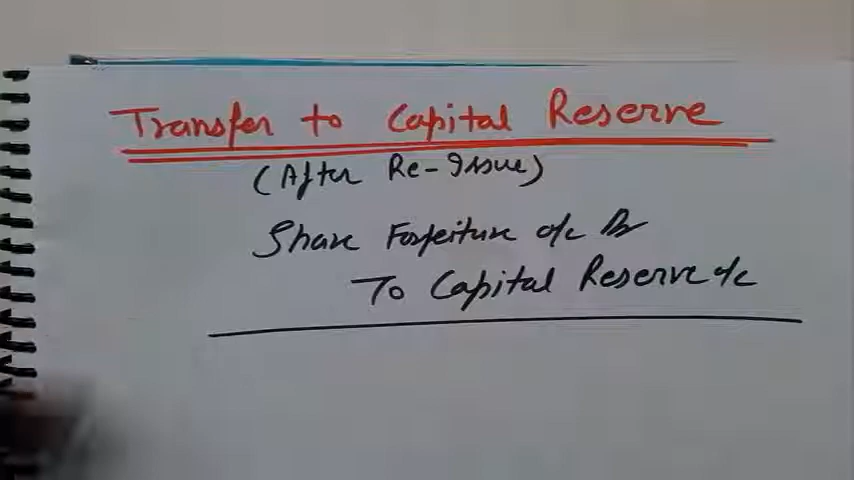 Transfer to Capital Reserve
(After Re-Issue)
Share Forfeiture a/c Dr
To Capital Reserve a/c